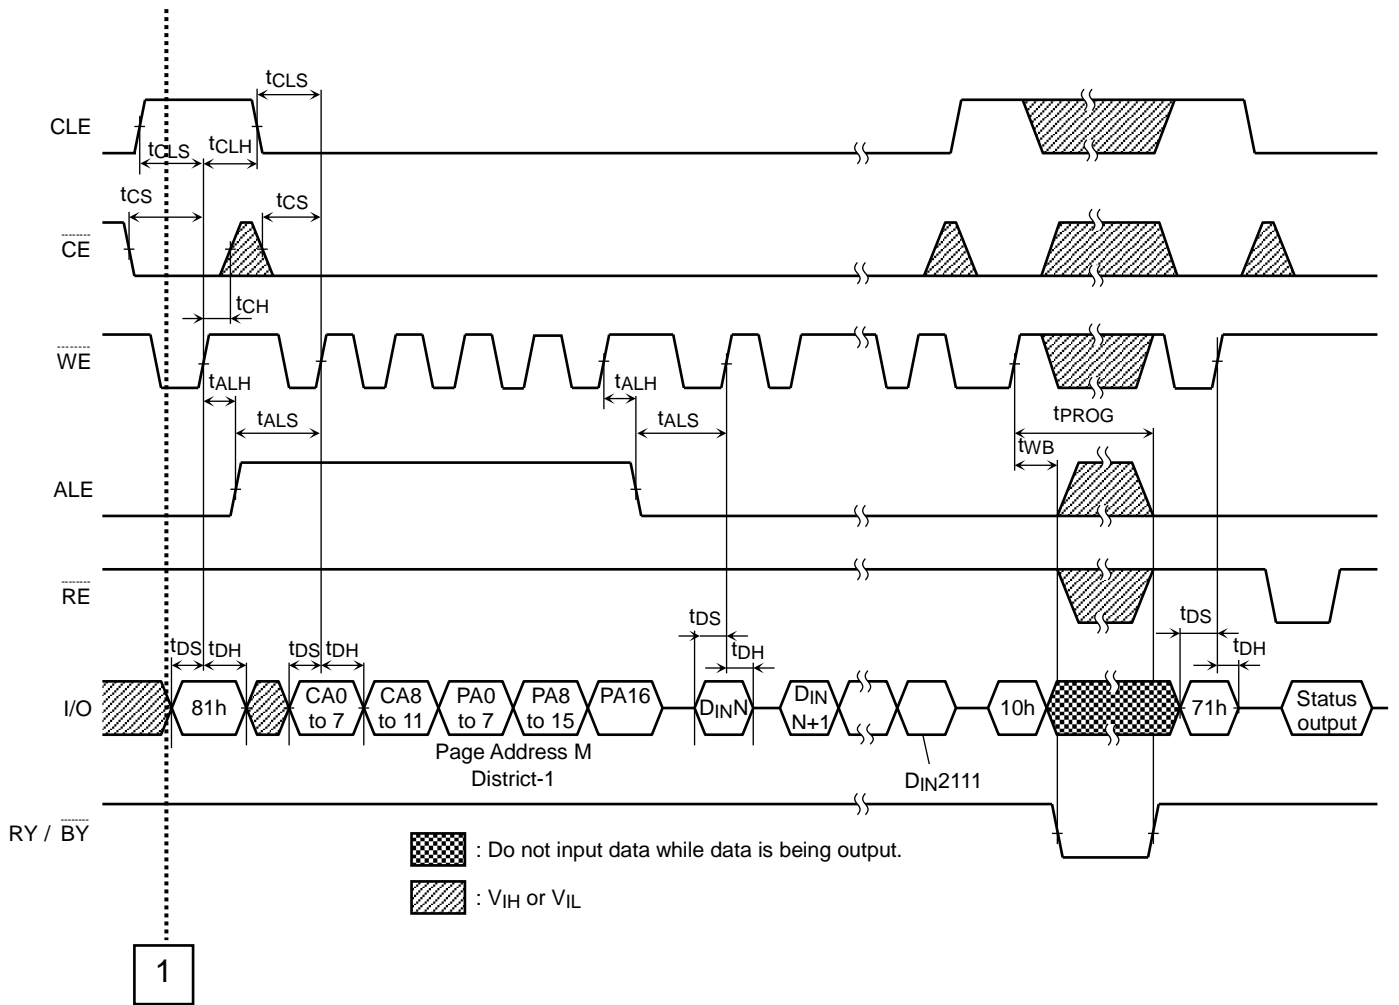 tCLS
CLE
tCLS
tCLH
tCS
tCS
CE
tCH
WE
tALH
tALH
tALS
tALS
tPROG
tWB
ALE
RE
tDS
tDH
tDS
tDH
tDS
tDH
tDS
tDH
I/O
81h
CA0
to 7
CA8
to 11
PA0
to 7
PA8
to 15
PA16
DINN
DIN
N+1
10h
71h
Status
output
Page Address M
District-1
DIN2111
RY / BY
: Do not input data while data is being output.
: VIH or VIL
1